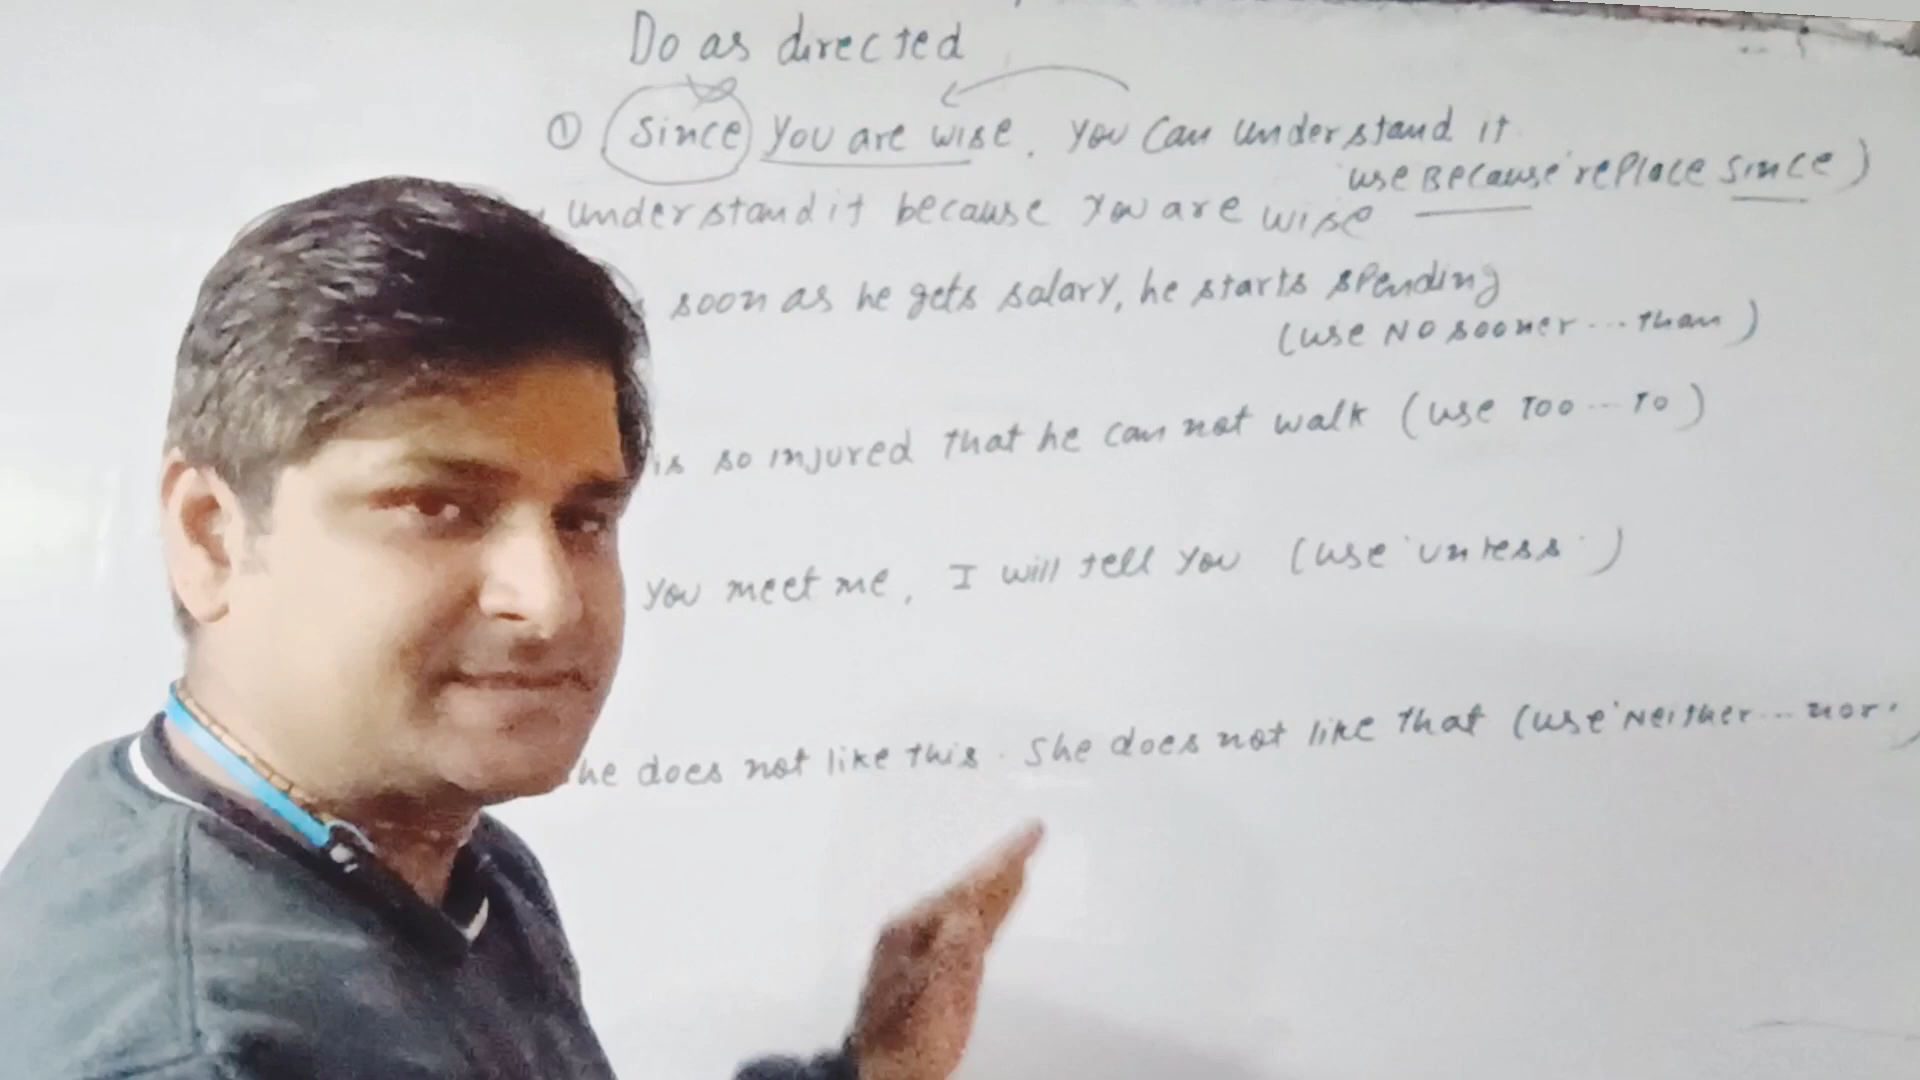 Do as directed
① Since you are wise. you can understand it
use Because replace since)
understand it because you are wise
soon as he gets salary, he starts spending
(use NO sooner...than)
is so injured that he can not walk (use Too...To)
you meet me, I will tell you (use 'unless')
he does not like this. She does not like that (use 'Neither...nor.)